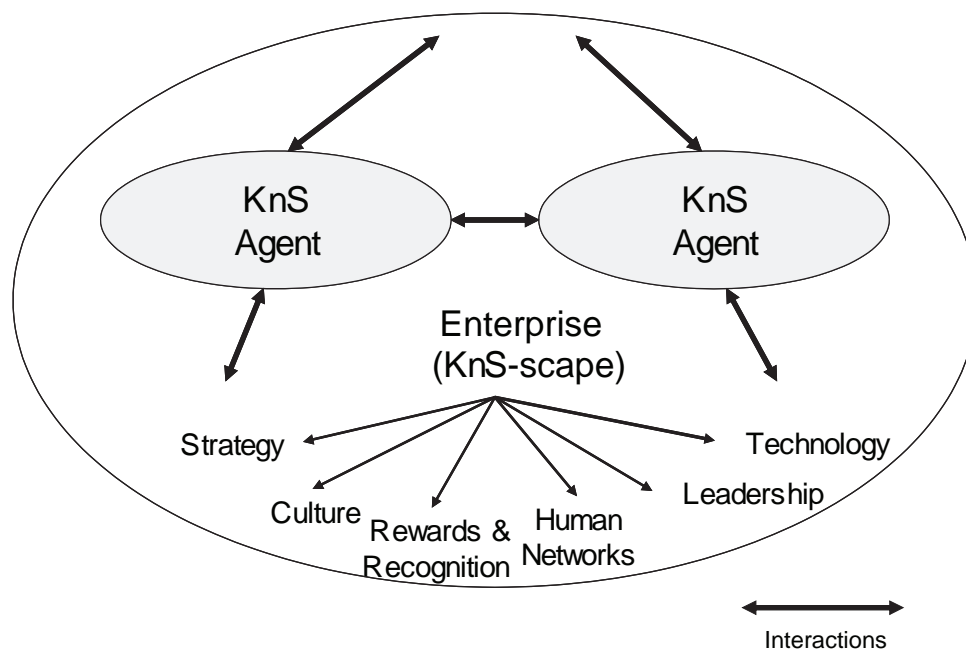 KnS
Agent
KnS
Agent
Enterprise
(KnS-scape)
Strategy
Technology
Culture
Leadership
Rewards &
Recognition
Human
Networks
Interactions